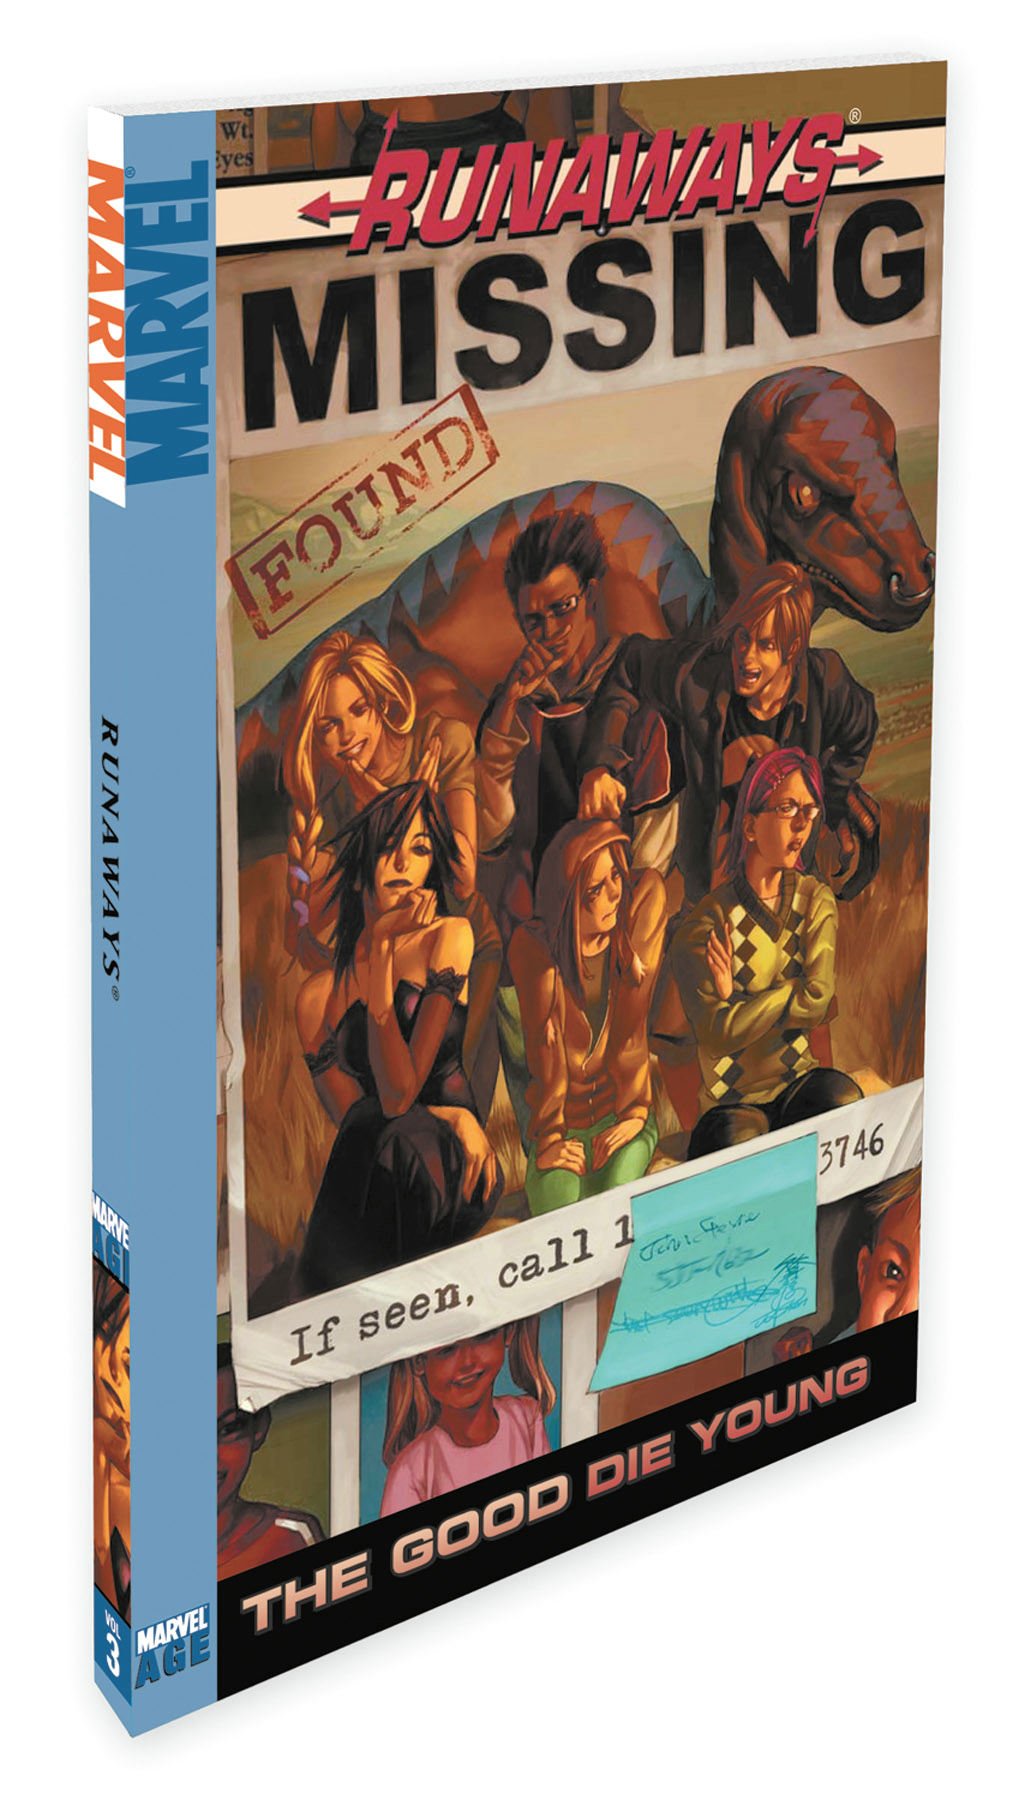 MARVEL®
RUNAWAYS®
MARVEL
AGE
VOL
3
MARVEL
MARVEL
AGE
Wt.
Eyes
RUNAWAYS®
MISSING
FOUND
If seen, call 1
3746
THE GOOD DIE YOUNG